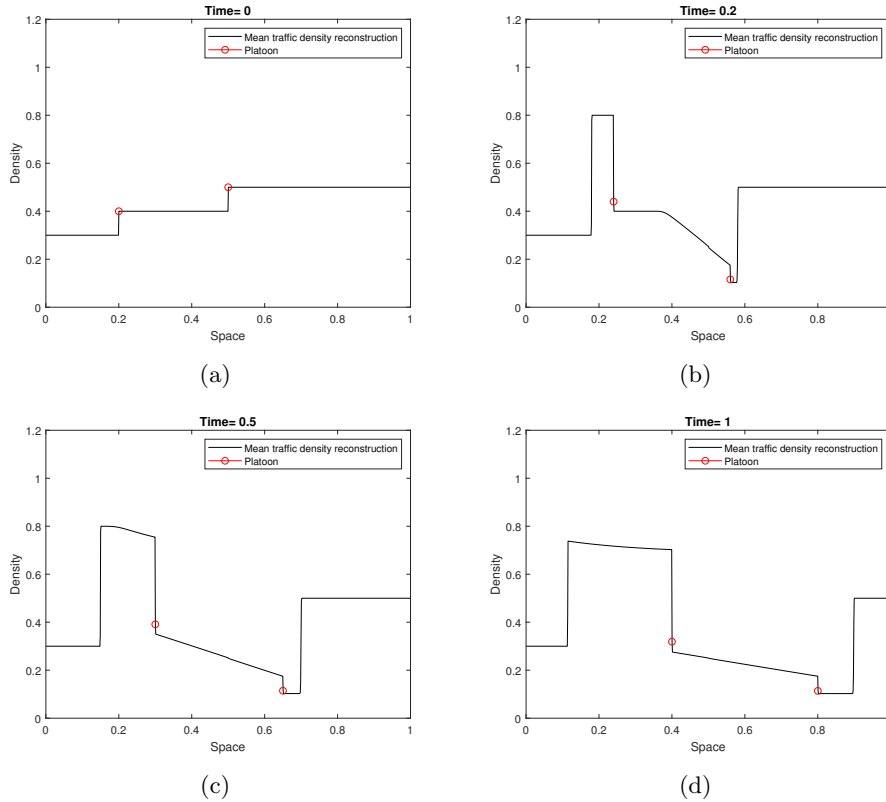 Time= 0
Mean traffic density reconstruction
Platoon
Density
0
0.2
0.4
0.6
0.8
1
1.2
0 0.2 0.4 0.6 0.8 1
Space
(a)
Time= 0.2
Mean traffic density reconstruction
Platoon
Density
0
0.2
0.4
0.6
0.8
1
1.2
0 0.2 0.4 0.6 0.8
Space
(b)
Time= 0.5
Mean traffic density reconstruction
Platoon
Density
0
0.2
0.4
0.6
0.8
1
1.2
0 0.2 0.4 0.6 0.8 1
Space
(c)
Time= 1
Mean traffic density reconstruction
Platoon
Density
0
0.2
0.4
0.6
0.8
1
1.2
0 0.2 0.4 0.6 0.8
Space
(d)